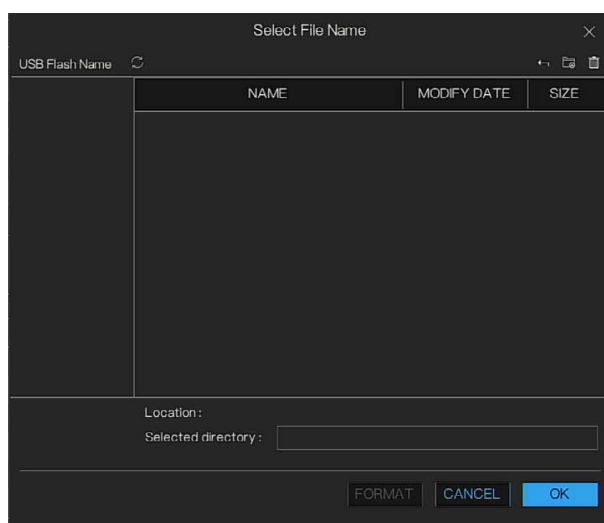 Select File Name
USB Flash Name
NAME MODIFY DATE SIZE
Location :
Selected directory :
FORMAT CANCEL OK